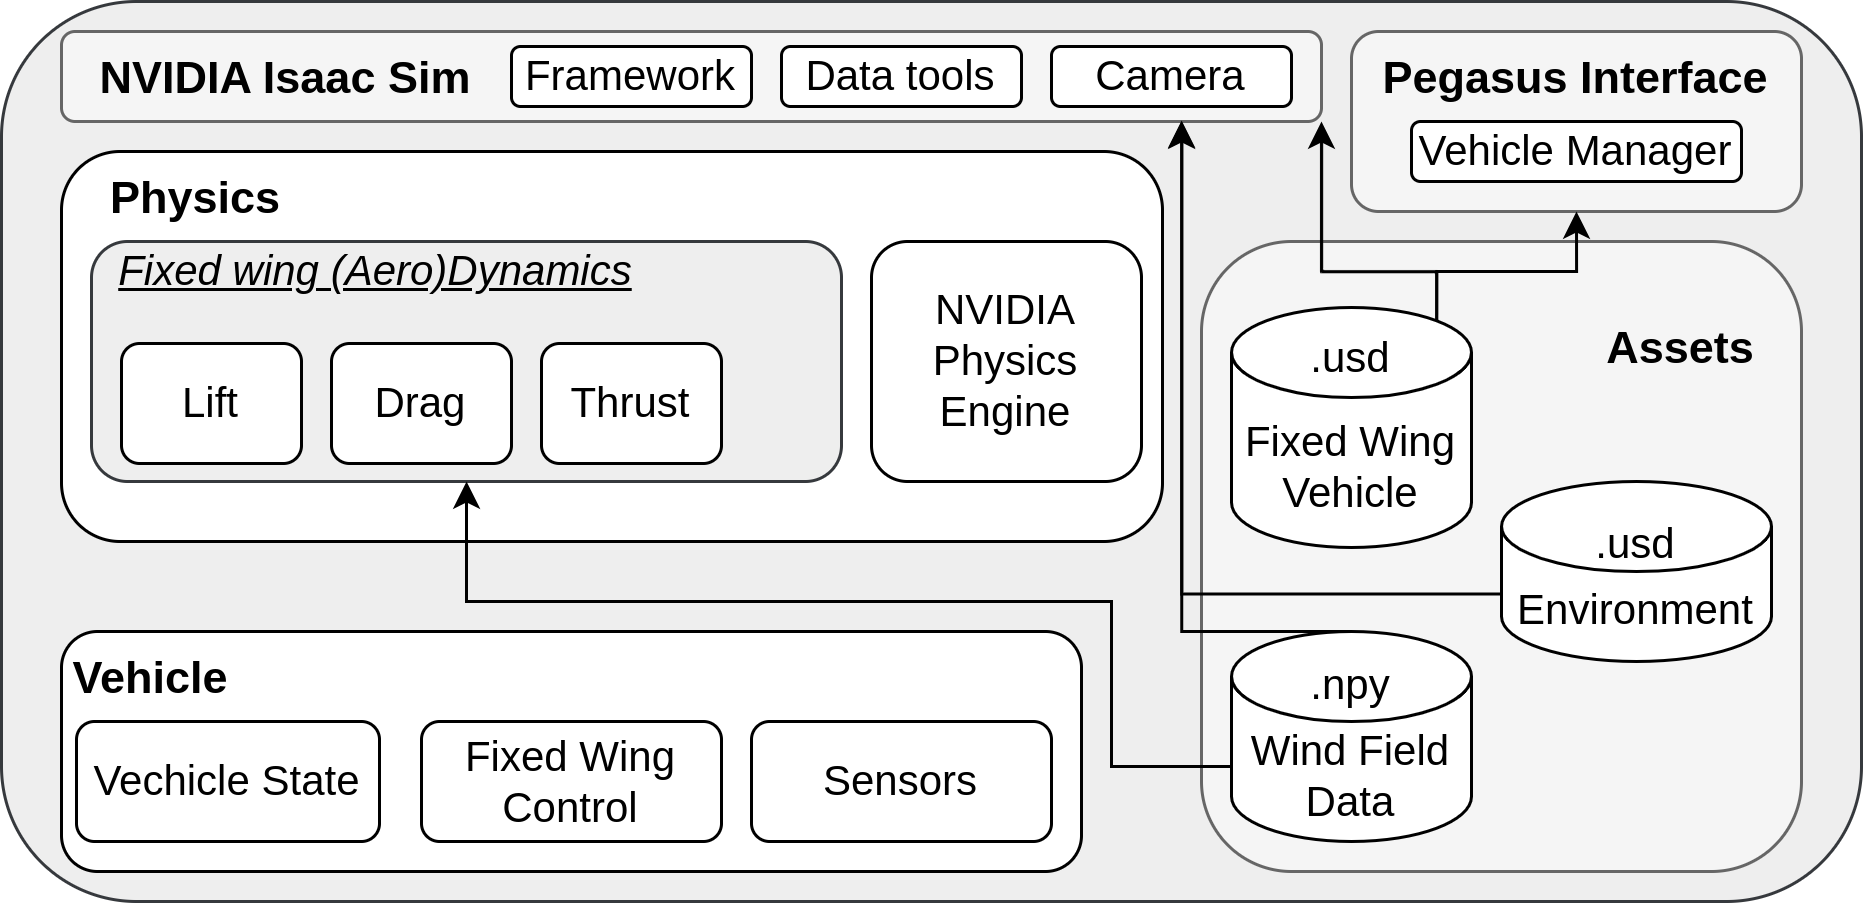 NVIDIA Isaac Sim
Framework
Data tools
Camera
Pegasus Interface
Vehicle Manager
Physics
Fixed wing (Aero)Dynamics
Lift
Drag
Thrust
NVIDIA
Physics
Engine
Assets
.usd
Fixed Wing
Vehicle
.usd
Environment
.npy
Wind Field
Data
Vehicle
Vechicle State
Fixed Wing
Control
Sensors